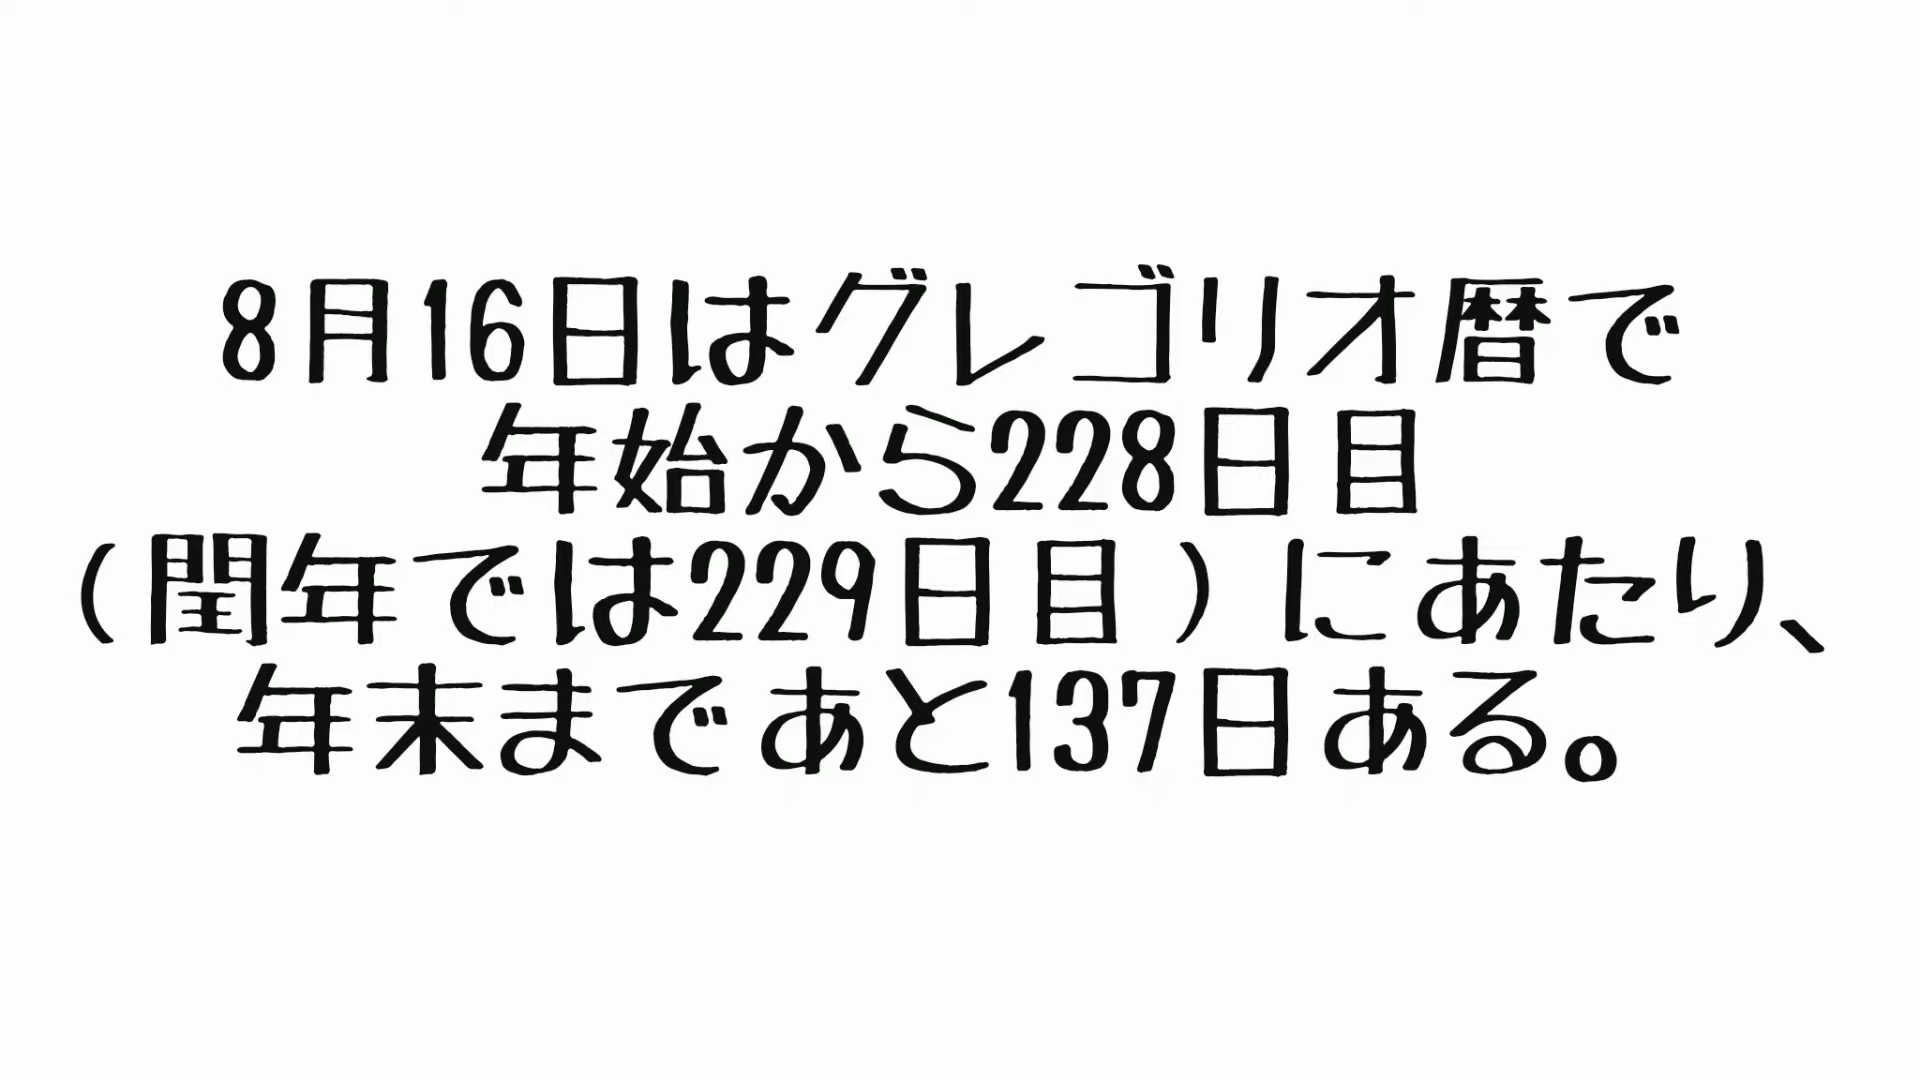 8月16日はグレゴリオ暦で
年始から228日目
（閏年では229日目）にあたり、
年末まであと137日ある。